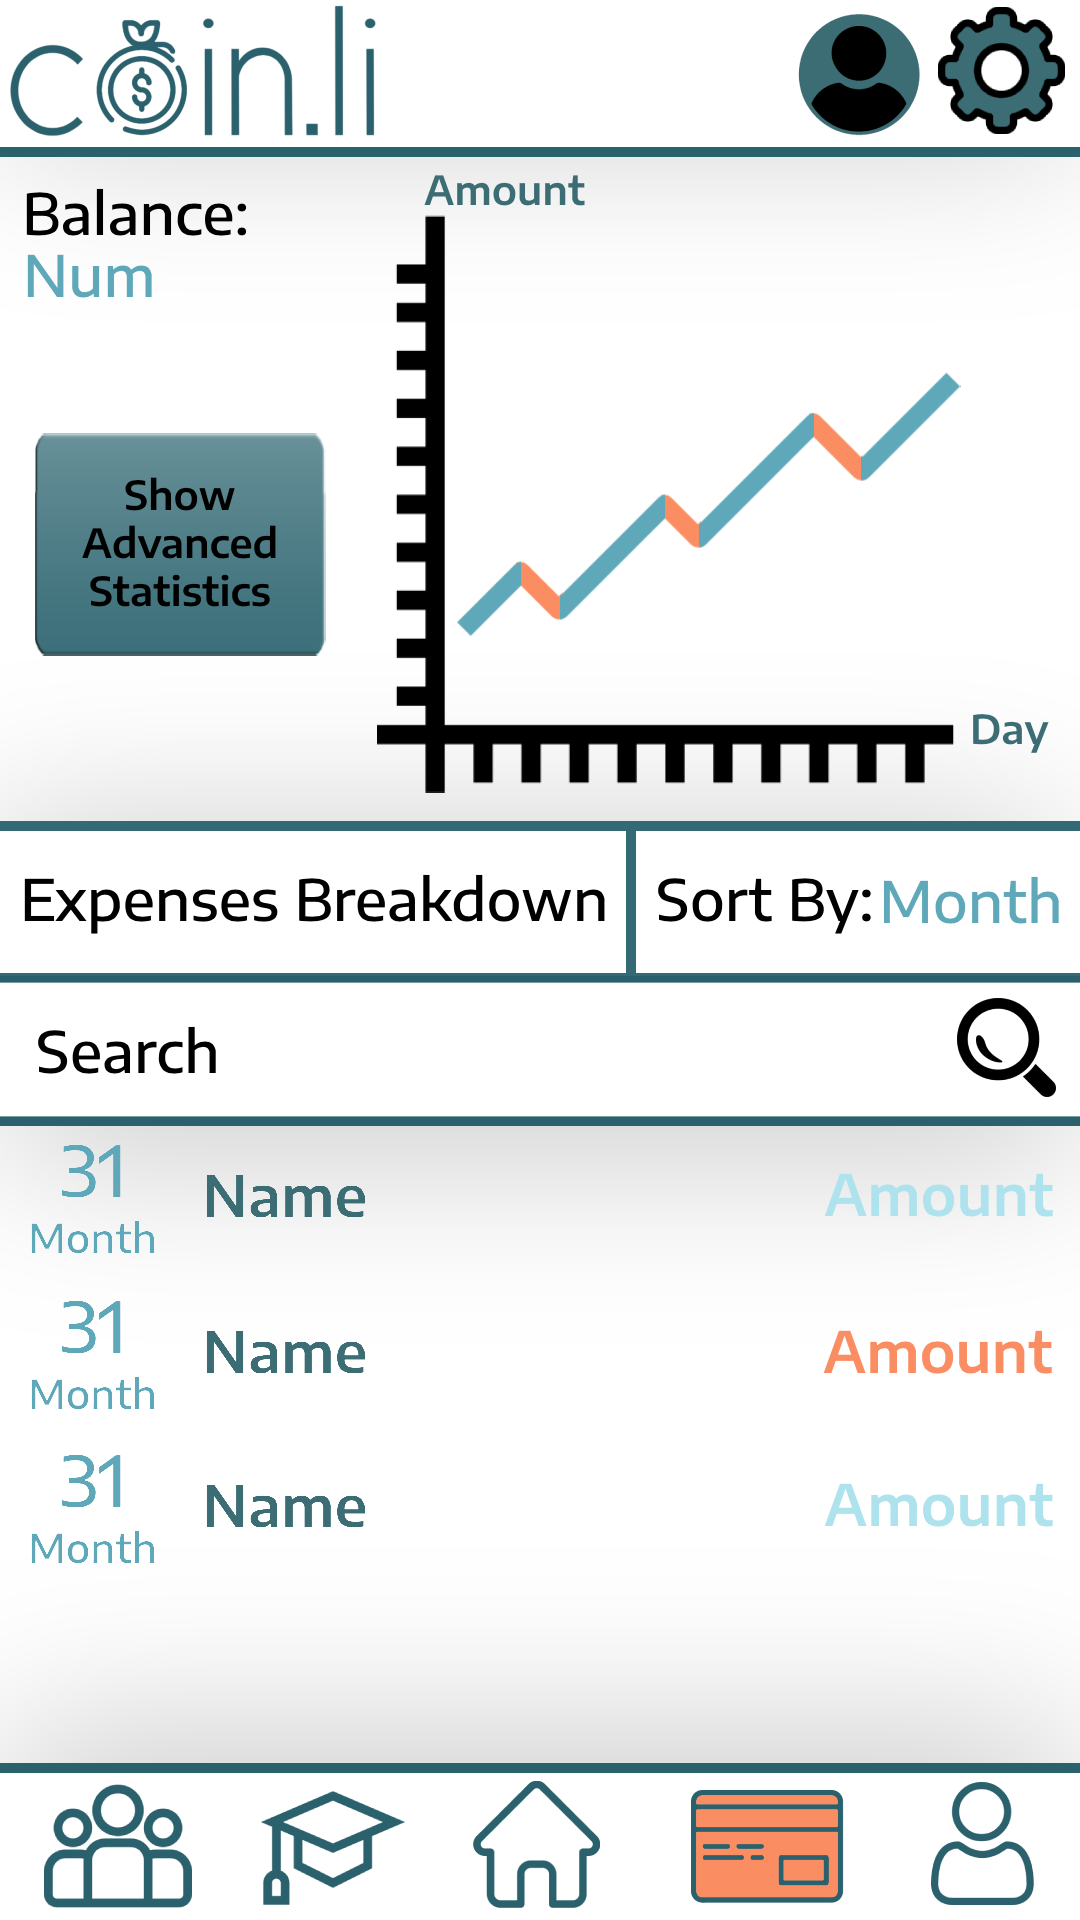 coin.li
Amount
Balance:
Num
Show
Advanced
Statistics
Day
Expenses Breakdown
Sort By: Month
Search
31
Month
Name
Amount
31
Month
Name
Amount
31
Month
Name
Amount